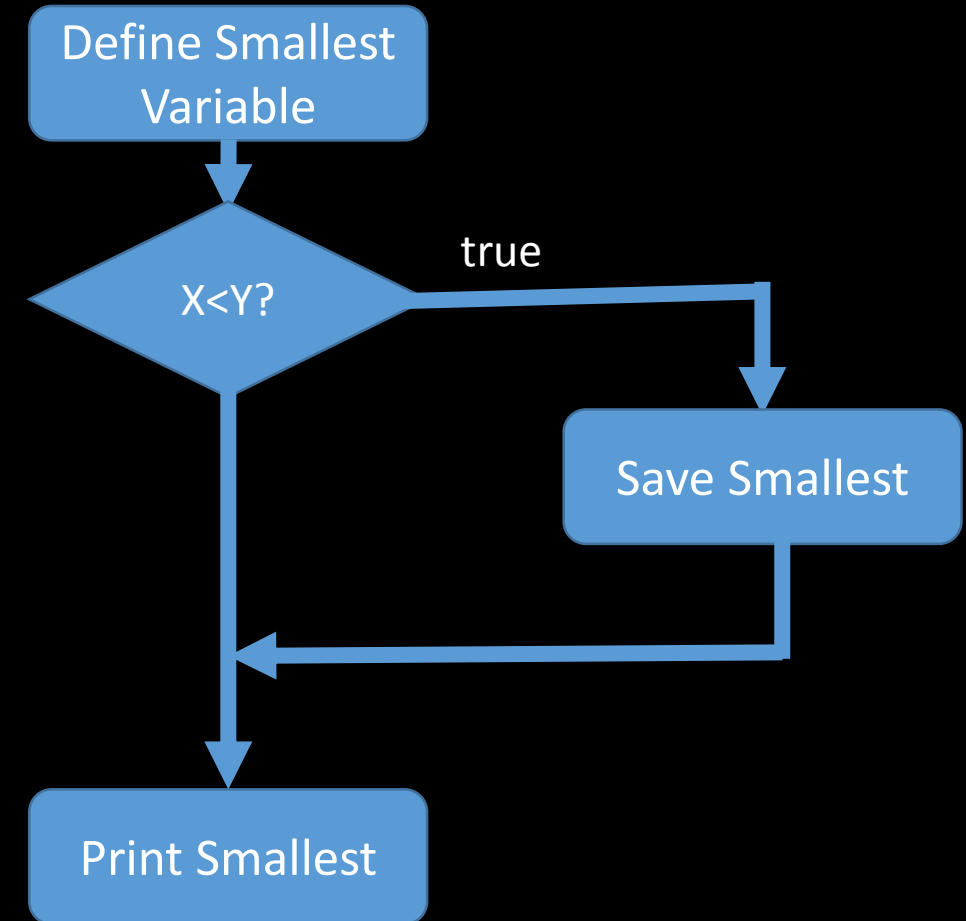 Define Smallest
Variable
true
X<Y?
Save Smallest
Print Smallest